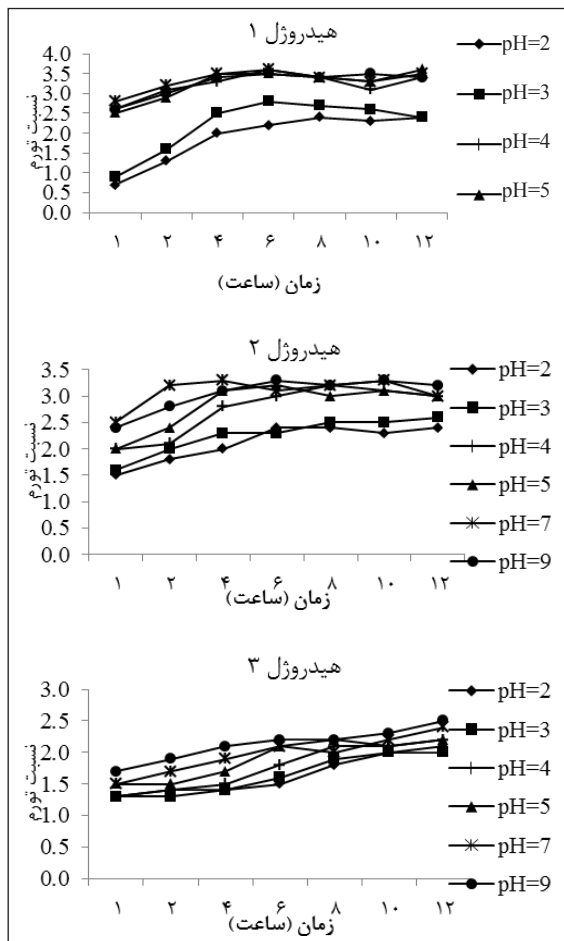 هیدروژل ۱
نسبت تورم
4.0
3.5
3.0
2.5
2.0
1.5
1.0
0.5
0.0
۱ ۲ ۴ ۶ ۸ ۱۰ ۱۲
زمان (ساعت)
pH=2
pH=3
pH=4
pH=5
هیدروژل ۲
نسبت تورم
3.5
3.0
2.5
2.0
1.5
1.0
0.5
0.0
۱ ۲ ۴ ۶ ۸ ۱۰ ۱۲
زمان (ساعت)
pH=2
pH=3
pH=4
pH=5
pH=7
pH=9
هیدروژل ۳
نسبت تورم
3.0
2.5
2.0
1.5
1.0
0.5
0.0
۱ ۲ ۴ ۶ ۸ ۱۰ ۱۲
زمان (ساعت)
pH=2
pH=3
pH=4
pH=5
pH=7
pH=9